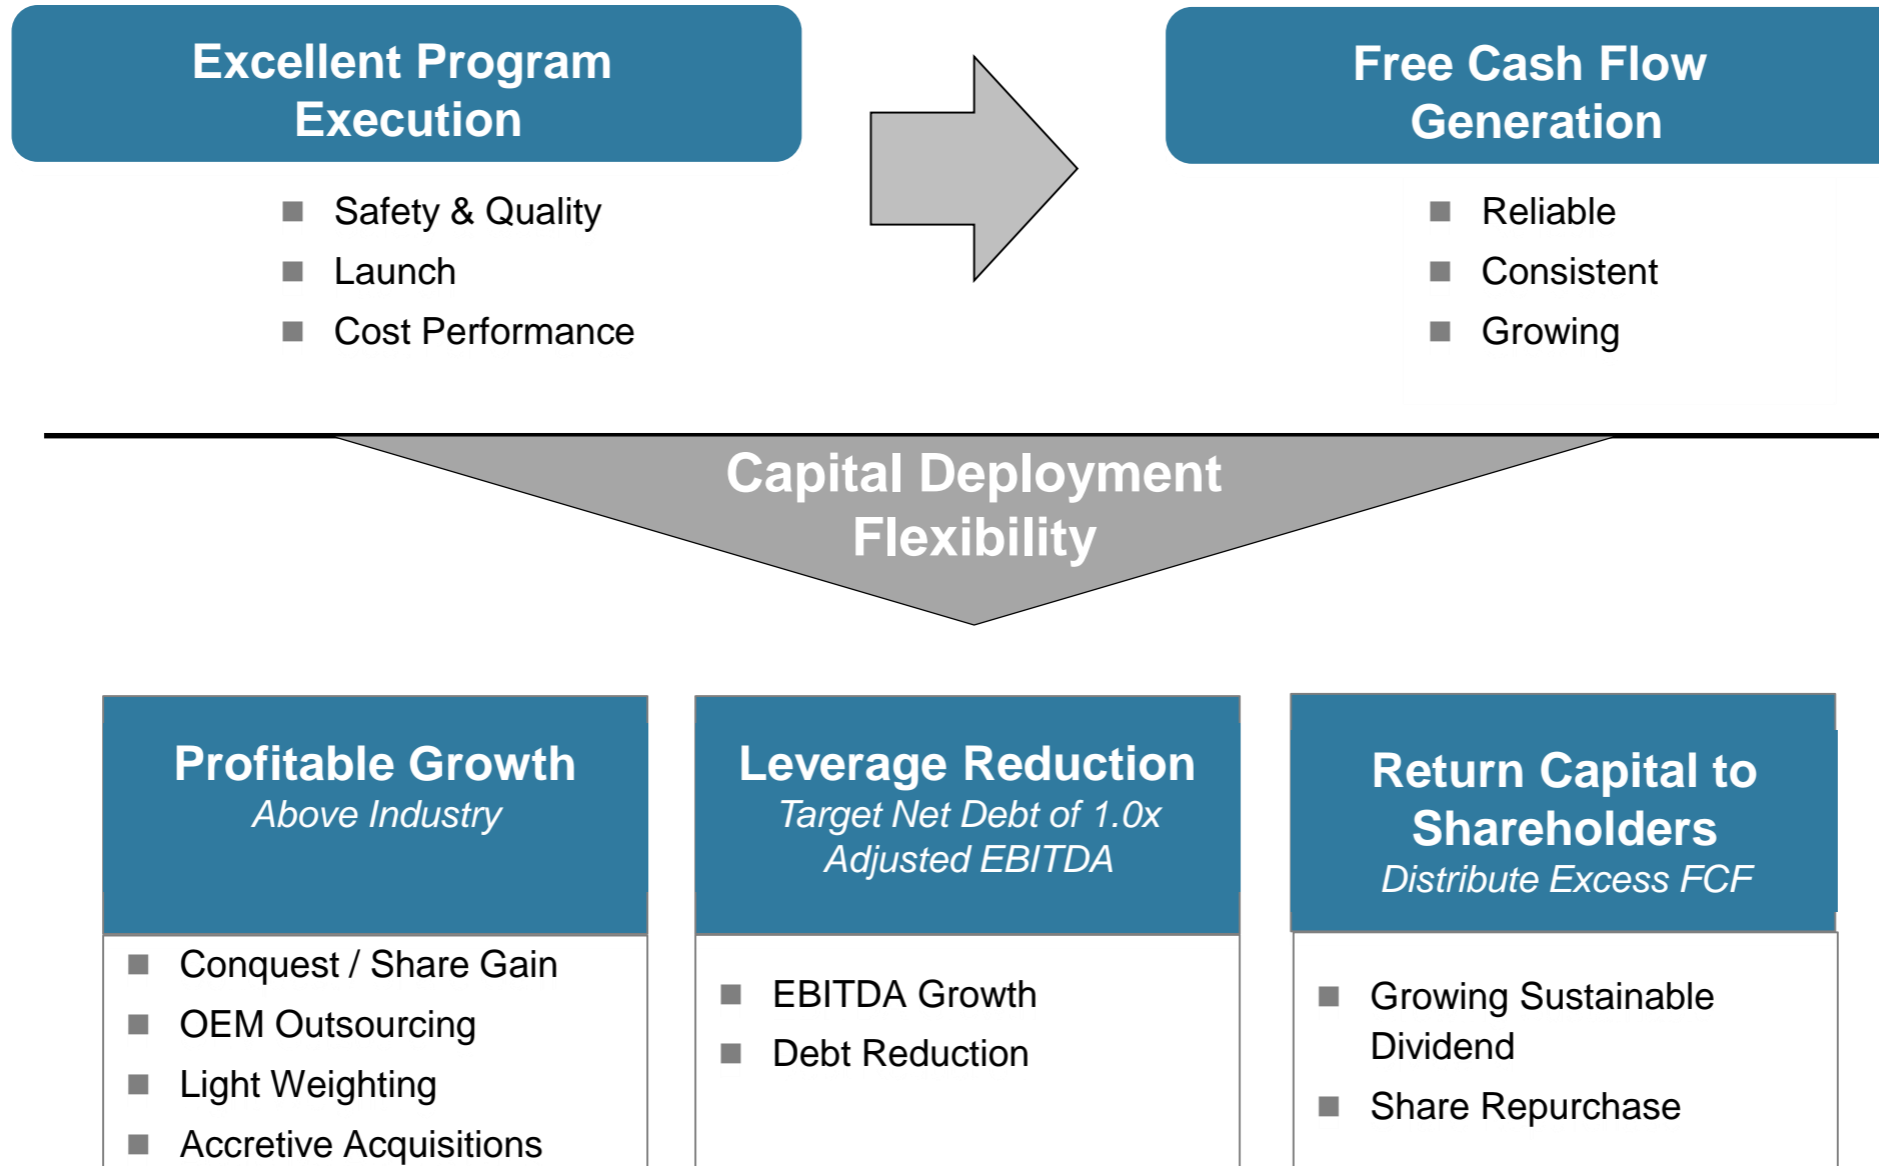 Excellent Program
Execution
Safety & Quality
Launch
Cost Performance
Free Cash Flow
Generation
Reliable
Consistent
Growing
Capital Deployment
Flexibility
Profitable Growth
Above Industry
Conquest / Share Gain
OEM Outsourcing
Light Weighting
Accretive Acquisitions
Leverage Reduction
Target Net Debt of 1.0x
Adjusted EBITDA
EBITDA Growth
Debt Reduction
Return Capital to
Shareholders
Distribute Excess FCF
Growing Sustainable
Dividend
Share Repurchase